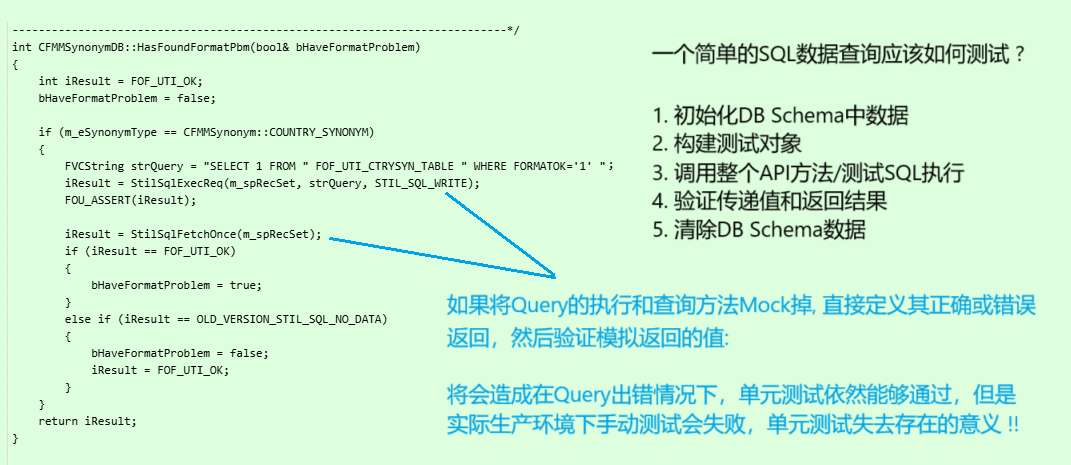 ---------------------------------------------------------------------------*/
int CFMMSynonymDB::HasFoundFormatPbm(bool& bHaveFormatProblem)
{
    int iResult = FOF_UTI_OK;
    bHaveFormatProblem = false;

    if (m_eSynonymType == CFMMSynonym::COUNTRY_SYNONYM)
    {
        FVCString strQuery = "SELECT 1 FROM " FOF_UTI_CTRYSYN_TABLE " WHERE FORMATOK='1' ";
        iResult = StilSqlExecReq(m_spRecSet, strQuery, STIL_SQL_WRITE);
        FOU_ASSERT(iResult);

        iResult = StilSqlFetchOnce(m_spRecSet);
        if (iResult == FOF_UTI_OK)
        {
            bHaveFormatProblem = true;
        }
        else if (iResult == OLD_VERSION_STIL_SQL_NO_DATA)
        {
            bHaveFormatProblem = false;
            iResult = FOF_UTI_OK;
        }
    }
    return iResult;
}
一个简单的SQL数据查询应该如何测试？
1. 初始化DB Schema中数据
2. 构建测试对象
3. 调用整个API方法/测试SQL执行
4. 验证传递值和返回结果
5. 清除DB Schema数据
如果将Query的执行和查询方法Mock掉, 直接定义其正确或错误
返回，然后验证模拟返回的值:
将会造成在Query出错情况下，单元测试依然能够通过，但是
实际生产环境下手动测试会失败，单元测试失去存在的意义 !!